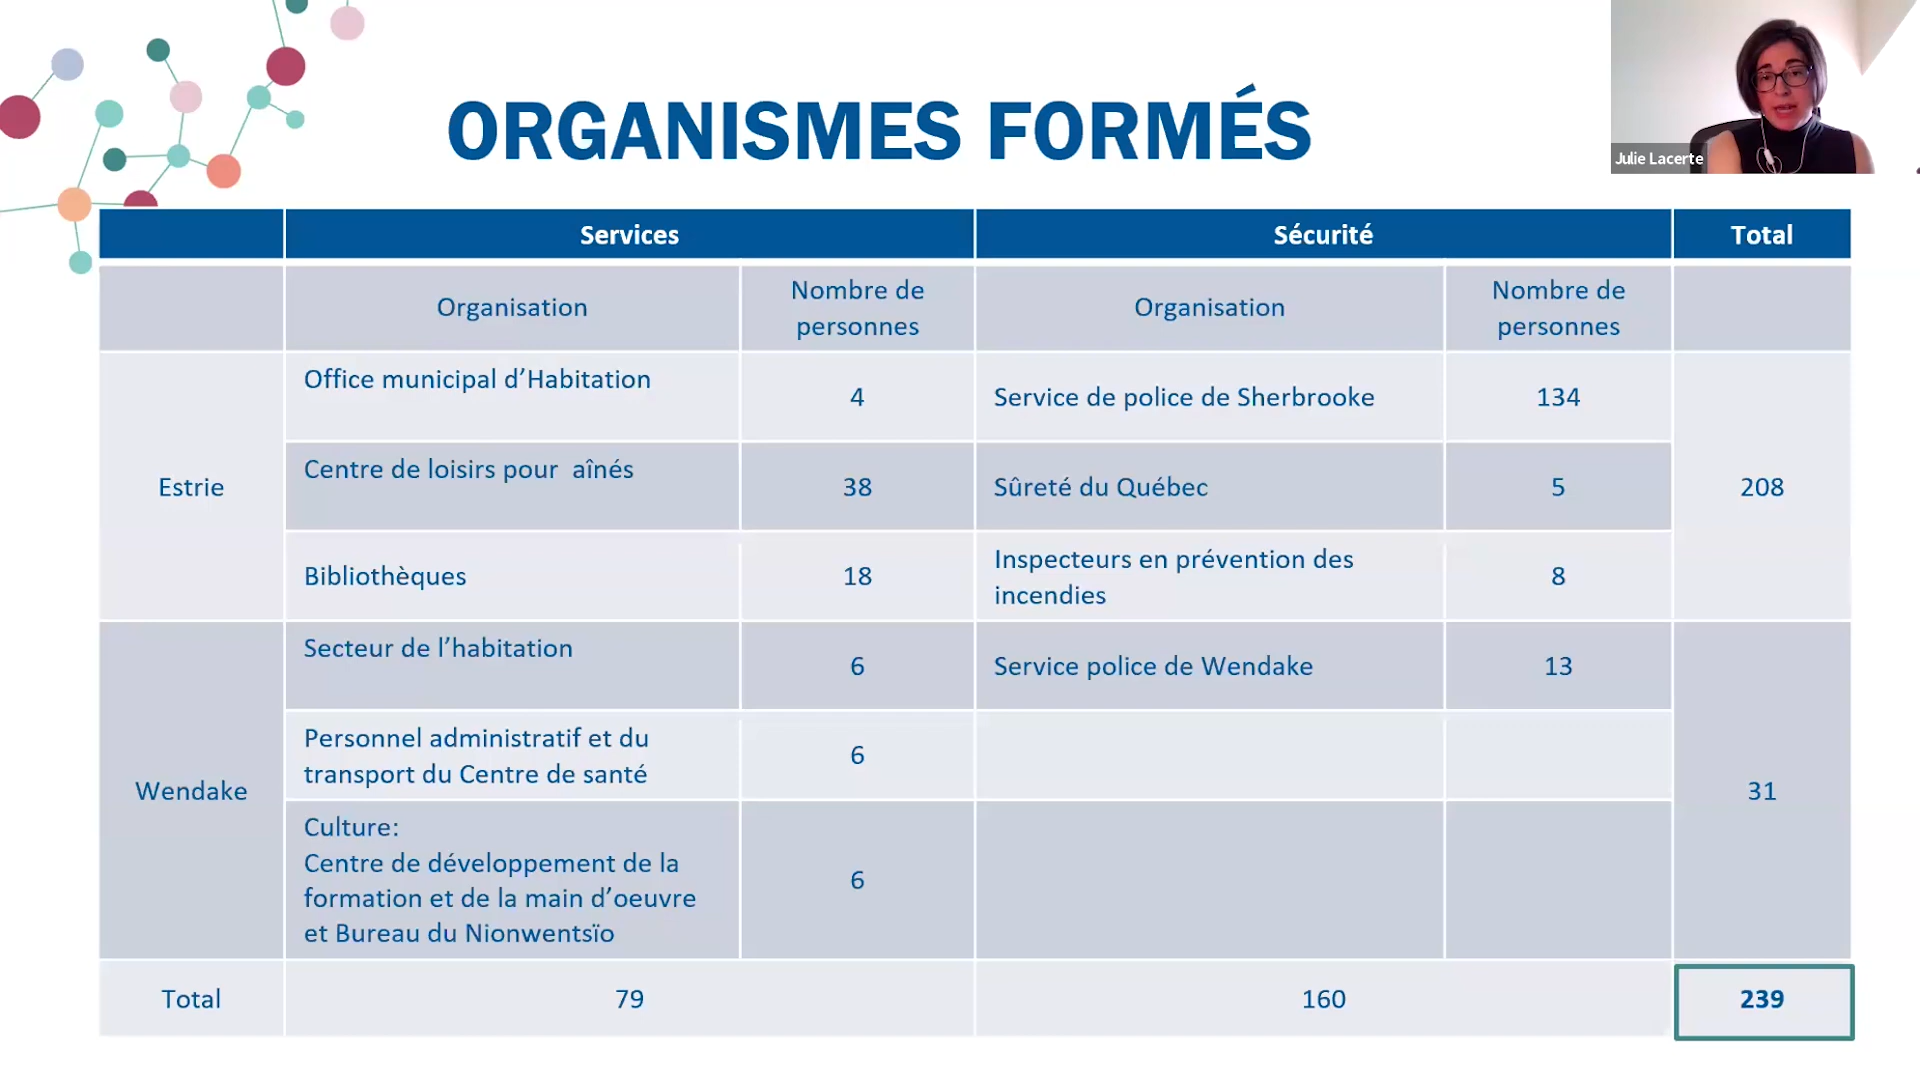 ORGANISMES FORMÉS
Julie Lacerte
Services
Sécurité
Total
Organisation
Nombre de
personnes
Organisation
Nombre de
personnes
Estrie
Office municipal d’Habitation
4
Service de police de Sherbrooke
134
208
Centre de loisirs pour  aînés
38
Sûreté du Québec
5
Bibliothèques
18
Inspecteurs en prévention des
incendies
8
Wendake
Secteur de l’habitation
6
Service police de Wendake
13
31
Personnel administratif et du
transport du Centre de santé
6
Culture:
Centre de développement de la
formation et de la main d’oeuvre
et Bureau du Nionwentsïo
6
Total
79
160
239